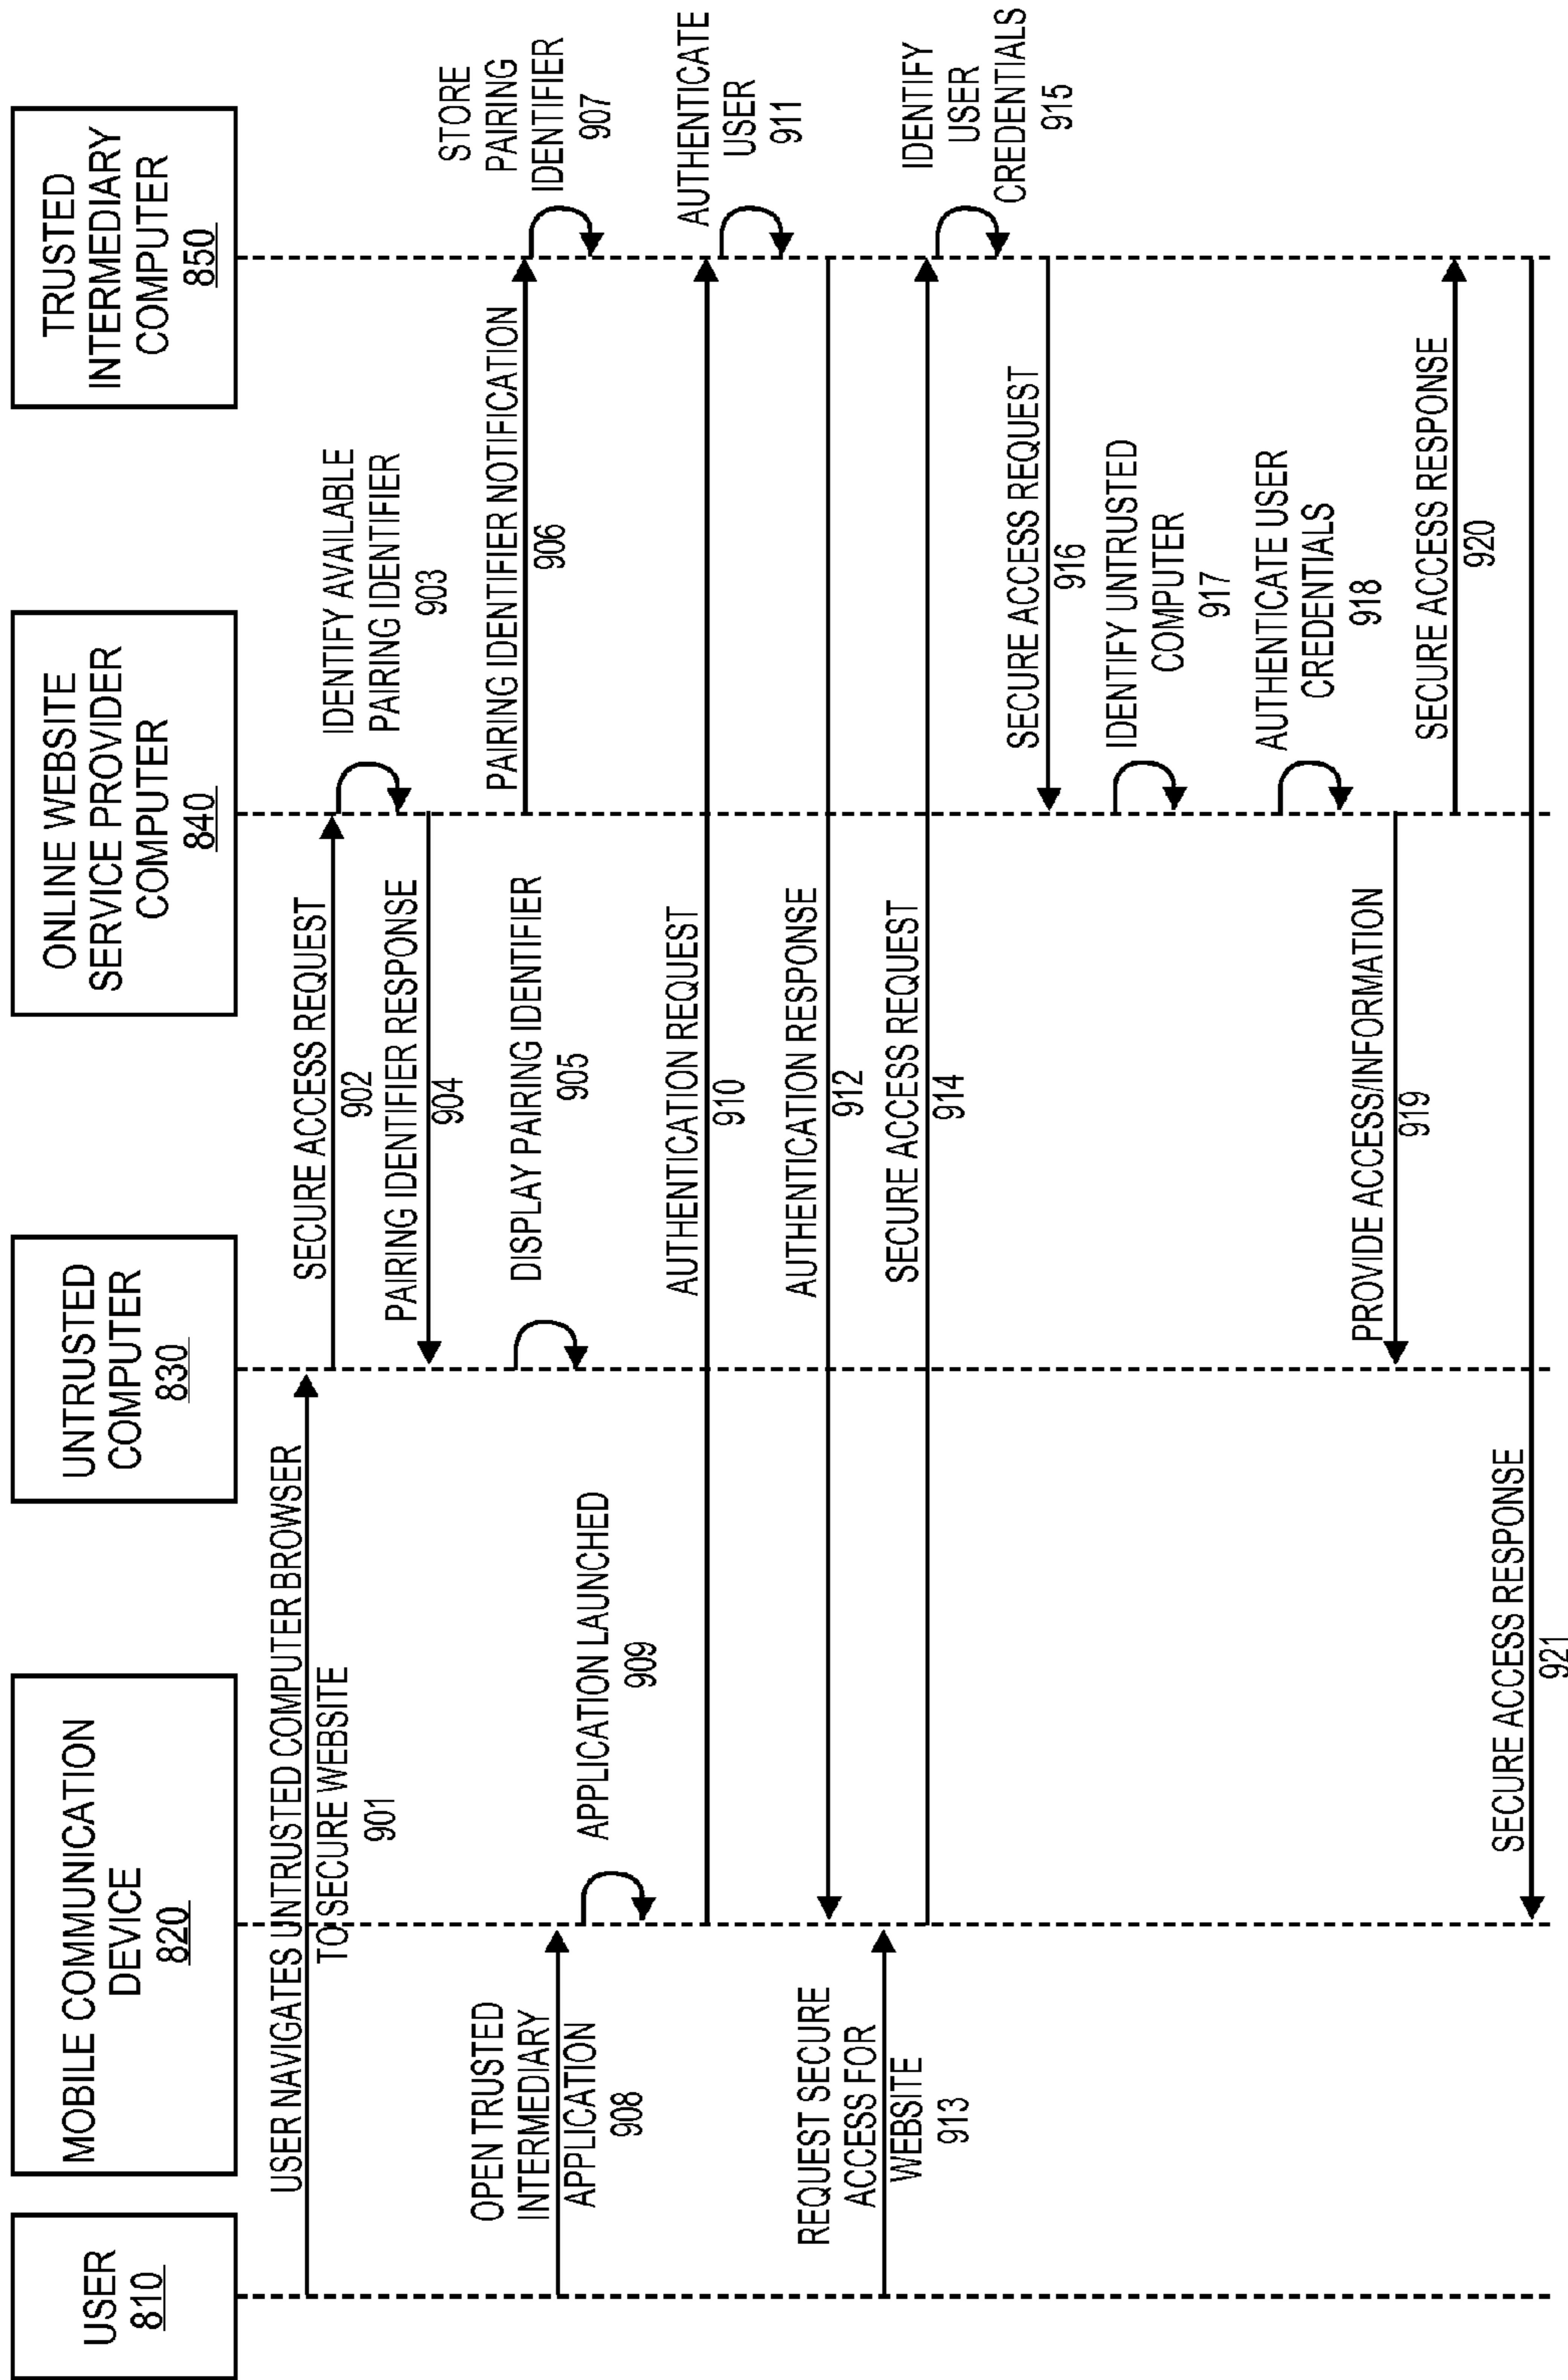 USER
810
MOBILE COMMUNICATION
DEVICE
820
UNTRUSTED
COMPUTER
830
ONLINE WEBSITE
SERVICE PROVIDER
COMPUTER
840
TRUSTED
INTERMEDIARY
COMPUTER
850
USER NAVIGATES UNTRUSTED COMPUTER BROWSER
TO SECURE WEBSITE
901
SECURE ACCESS REQUEST
902
IDENTIFY AVAILABLE
PAIRING IDENTIFIER
903
PAIRING IDENTIFIER RESPONSE
904
DISPLAY PAIRING IDENTIFIER
905
PAIRING IDENTIFIER NOTIFICATION
906
STORE
PAIRING
IDENTIFIER
907
OPEN TRUSTED
INTERMEDIARY
APPLICATION
908
APPLICATION LAUNCHED
909
AUTHENTICATION REQUEST
910
AUTHENTICATE
USER
911
AUTHENTICATION RESPONSE
912
REQUEST SECURE
ACCESS FOR
WEBSITE
913
SECURE ACCESS REQUEST
914
IDENTIFY
USER
CREDENTIALS
915
SECURE ACCESS REQUEST
916
IDENTIFY UNTRUSTED
COMPUTER
917
AUTHENTICATE USER
CREDENTIALS
918
PROVIDE ACCESS/INFORMATION
919
SECURE ACCESS RESPONSE
920
SECURE ACCESS RESPONSE
921